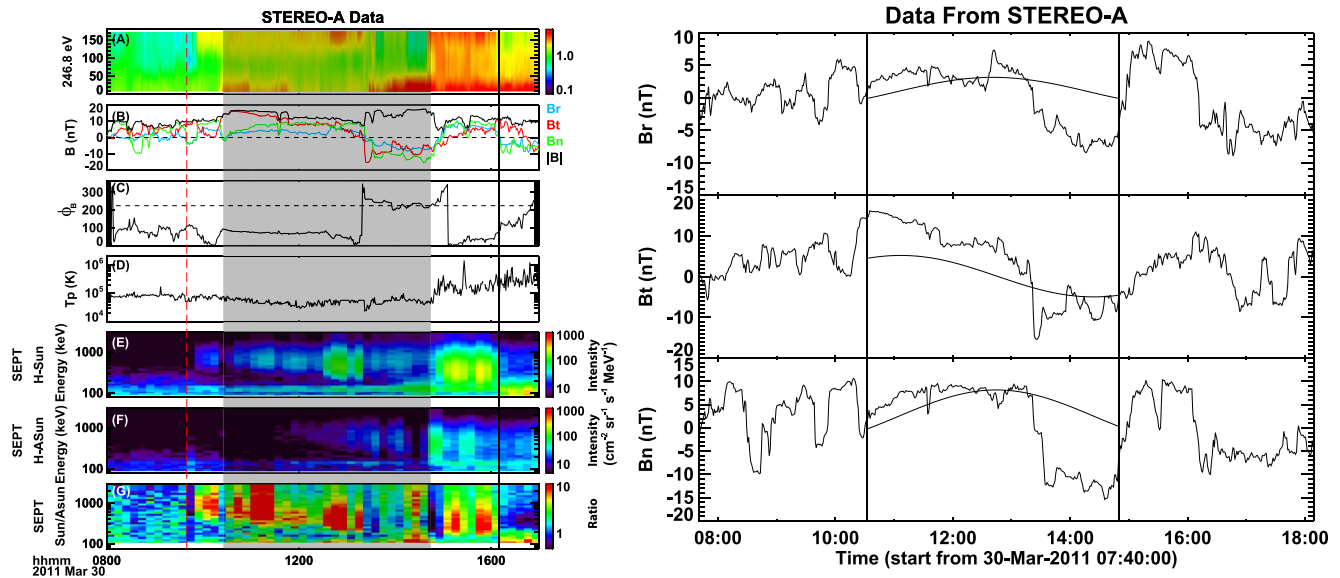 STEREO-A Data
(A)
246.8 eV
150
100
50
0
1.0
0.1
(B)
B (nT)
20
10
0
-10
-20
Br
Bt
Bn
|B|
(C)
ϕB
300
200
100
0
(D)
Tp (K)
10^6
10^5
10^4
(E)
SEPT
H-Sun
Energy (keV)
1000
100
1000
100
10
Intensity
(cm-2 sr-1 s-1 MeV-1)
(F)
SEPT
H-ASun
Energy (keV)
1000
100
1000
100
10
Intensity
(G)
SEPT
Sun/Asun
Energy (keV)
1000
100
10
1
Ratio
hhmm
0800
1200
1600
2011 Mar 30
Data From STEREO-A
Br (nT)
10
5
0
-5
-10
-15
Bt (nT)
20
10
0
-10
-20
Bn (nT)
10
5
0
-5
-10
-15
-20
08:00
10:00
12:00
14:00
16:00
18:00
Time (start from 30-Mar-2011 07:40:00)